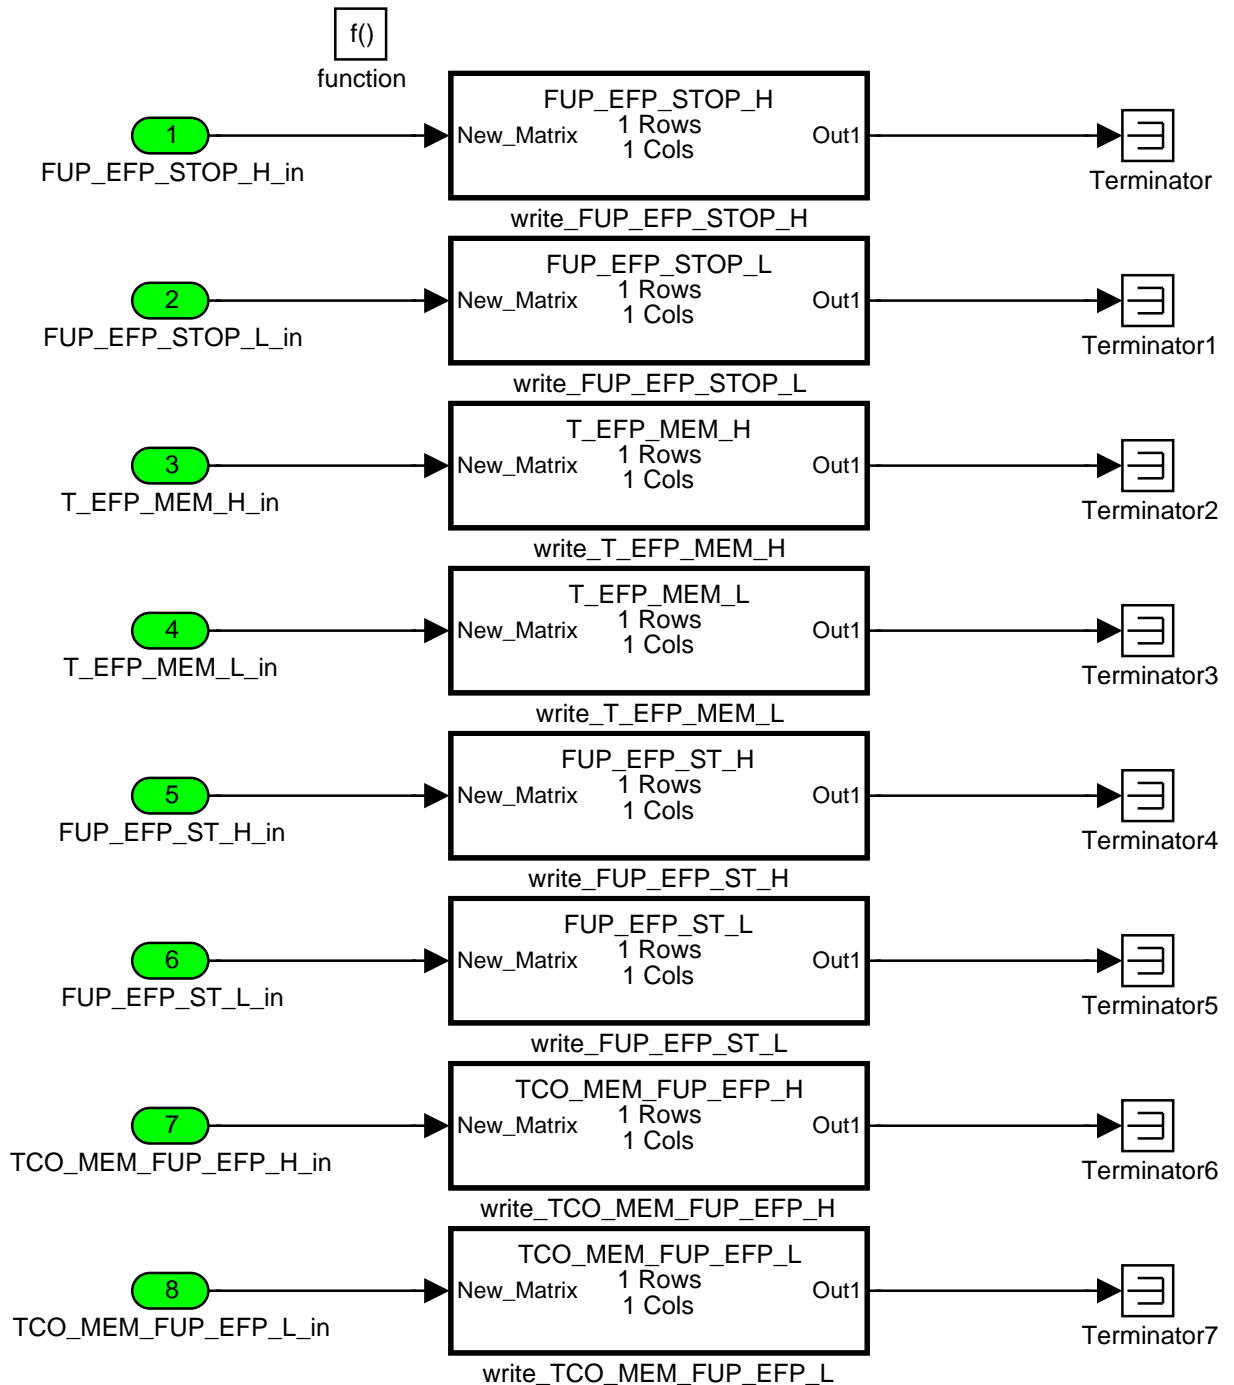 f()
function
FUP_EFP_STOP_H
1 Rows
1 Cols
1
New_Matrix
Out1
FUP_EFP_STOP_H_in
Terminator
write_FUP_EFP_STOP_H
FUP_EFP_STOP_L
1 Rows
1 Cols
2
New_Matrix
Out1
FUP_EFP_STOP_L_in
Terminator1
write_FUP_EFP_STOP_L
T_EFP_MEM_H
1 Rows
1 Cols
3
New_Matrix
Out1
T_EFP_MEM_H_in
Terminator2
write_T_EFP_MEM_H
T_EFP_MEM_L
1 Rows
1 Cols
4
New_Matrix
Out1
T_EFP_MEM_L_in
Terminator3
write_T_EFP_MEM_L
FUP_EFP_ST_H
1 Rows
1 Cols
5
New_Matrix
Out1
FUP_EFP_ST_H_in
Terminator4
write_FUP_EFP_ST_H
FUP_EFP_ST_L
1 Rows
1 Cols
6
New_Matrix
Out1
FUP_EFP_ST_L_in
Terminator5
write_FUP_EFP_ST_L
TCO_MEM_FUP_EFP_H
1 Rows
1 Cols
7
New_Matrix
Out1
TCO_MEM_FUP_EFP_H_in
Terminator6
write_TCO_MEM_FUP_EFP_H
TCO_MEM_FUP_EFP_L
1 Rows
1 Cols
8
New_Matrix
Out1
TCO_MEM_FUP_EFP_L_in
Terminator7
write_TCO_MEM_FUP_EFP_L